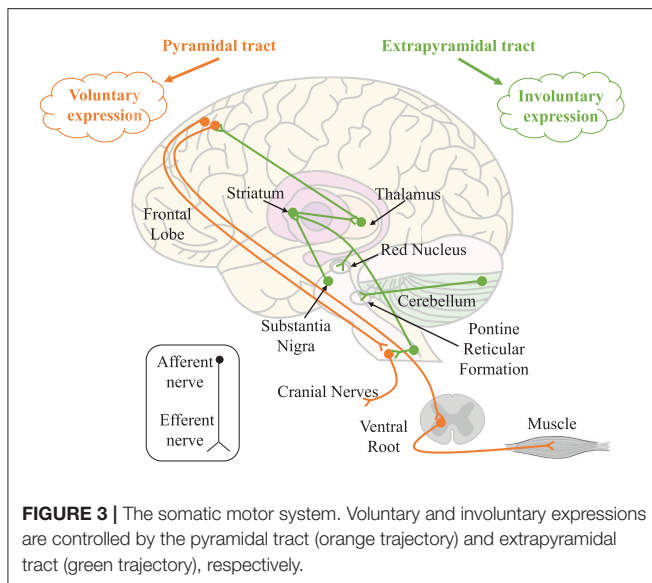 Pyramidal tract
Extrapyramidal tract
Voluntary
expression
Involuntary
expression
Striatum
Thalamus
Frontal
Lobe
Red Nucleus
Cerebellum
Substantia
Nigra
Pontine
Reticular
Formation
Afferent
nerve
Efferent
nerve
Cranial Nerves
Ventral
Root
Muscle
FIGURE 3 | The somatic motor system. Voluntary and involuntary expressions
are controlled by the pyramidal tract (orange trajectory) and extrapyramidal
tract (green trajectory), respectively.